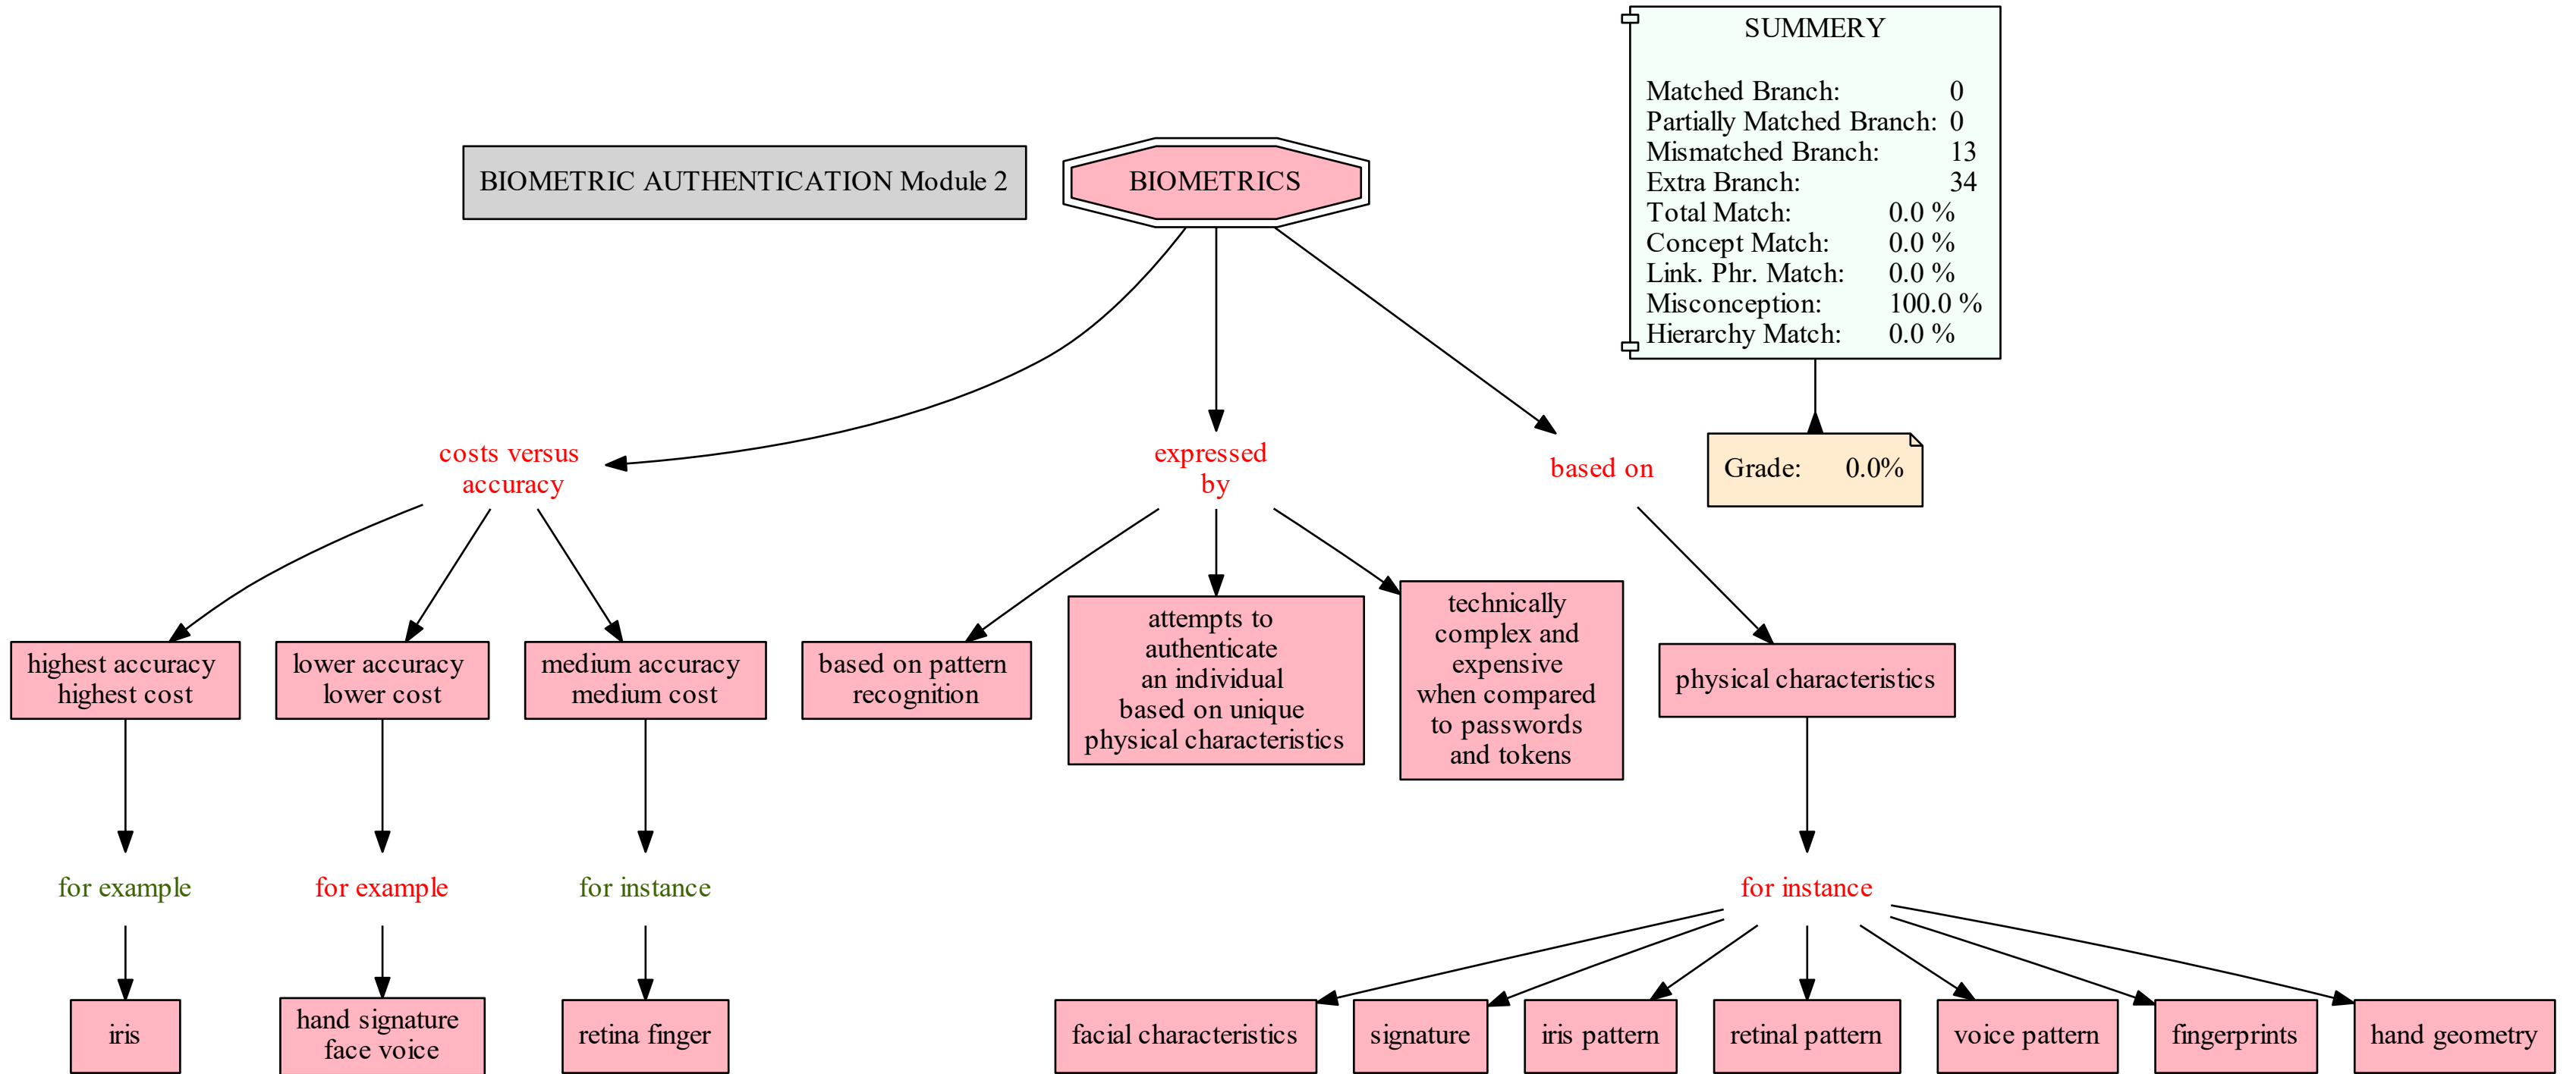 SUMMERY
Matched Branch: 0
Partially Matched Branch: 0
Mismatched Branch: 13
Extra Branch: 34
Total Match: 0.0 %
Concept Match: 0.0 %
Link. Phr. Match: 0.0 %
Misconception: 100.0 %
Hierarchy Match: 0.0 %
BIOMETRIC AUTHENTICATION Module 2
BIOMETRICS
costs versus
accuracy
expressed
by
based on
Grade: 0.0%
highest accuracy
highest cost
lower accuracy
lower cost
medium accuracy
medium cost
based on pattern
recognition
attempts to
authenticate
an individual
based on unique
physical characteristics
technically
complex and
expensive
when compared
to passwords
and tokens
physical characteristics
for example
for example
for instance
for instance
iris
hand signature
face voice
retina finger
facial characteristics
signature
iris pattern
retinal pattern
voice pattern
fingerprints
hand geometry